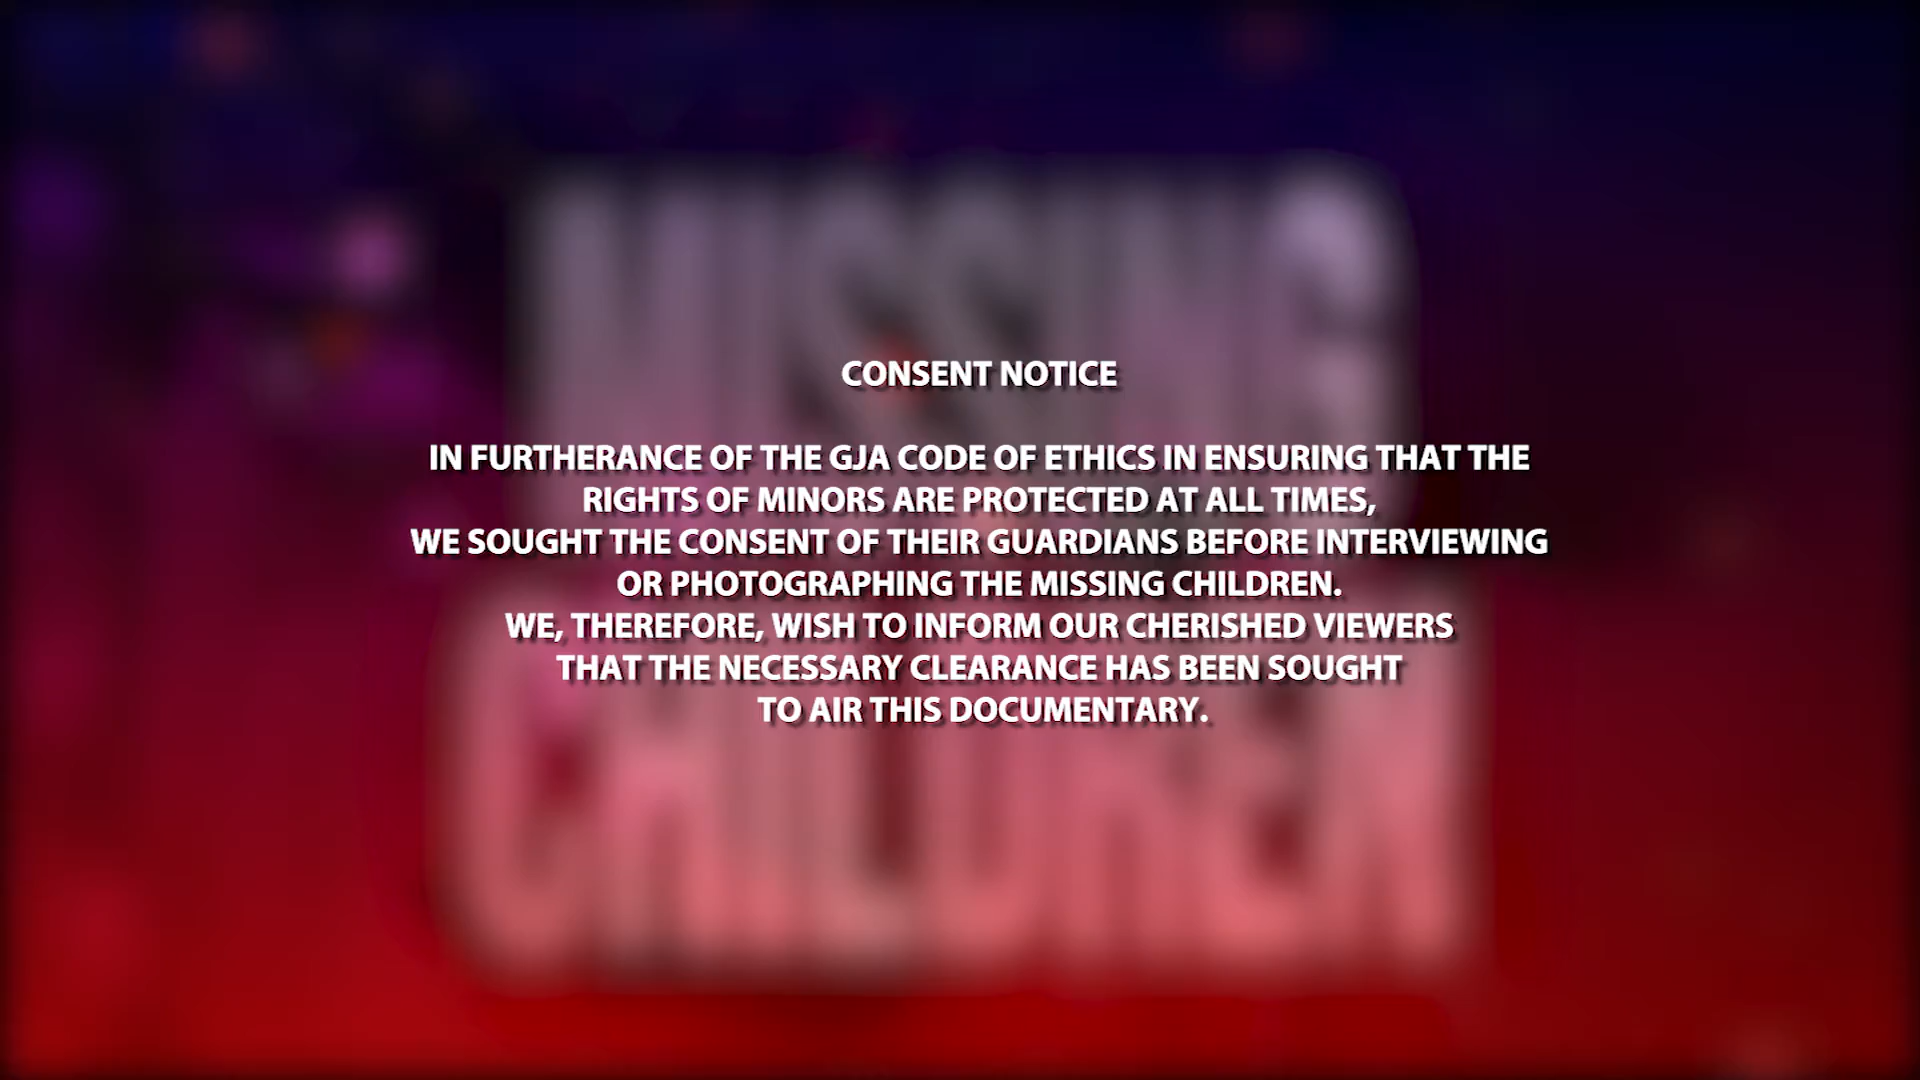 MISSING
CHILDREN
CONSENT NOTICE
IN FURTHERANCE OF THE GJA CODE OF ETHICS IN ENSURING THAT THE
RIGHTS OF MINORS ARE PROTECTED AT ALL TIMES,
WE SOUGHT THE CONSENT OF THEIR GUARDIANS BEFORE INTERVIEWING
OR PHOTOGRAPHING THE MISSING CHILDREN.
WE, THEREFORE, WISH TO INFORM OUR CHERISHED VIEWERS
THAT THE NECESSARY CLEARANCE HAS BEEN SOUGHT
TO AIR THIS DOCUMENTARY.